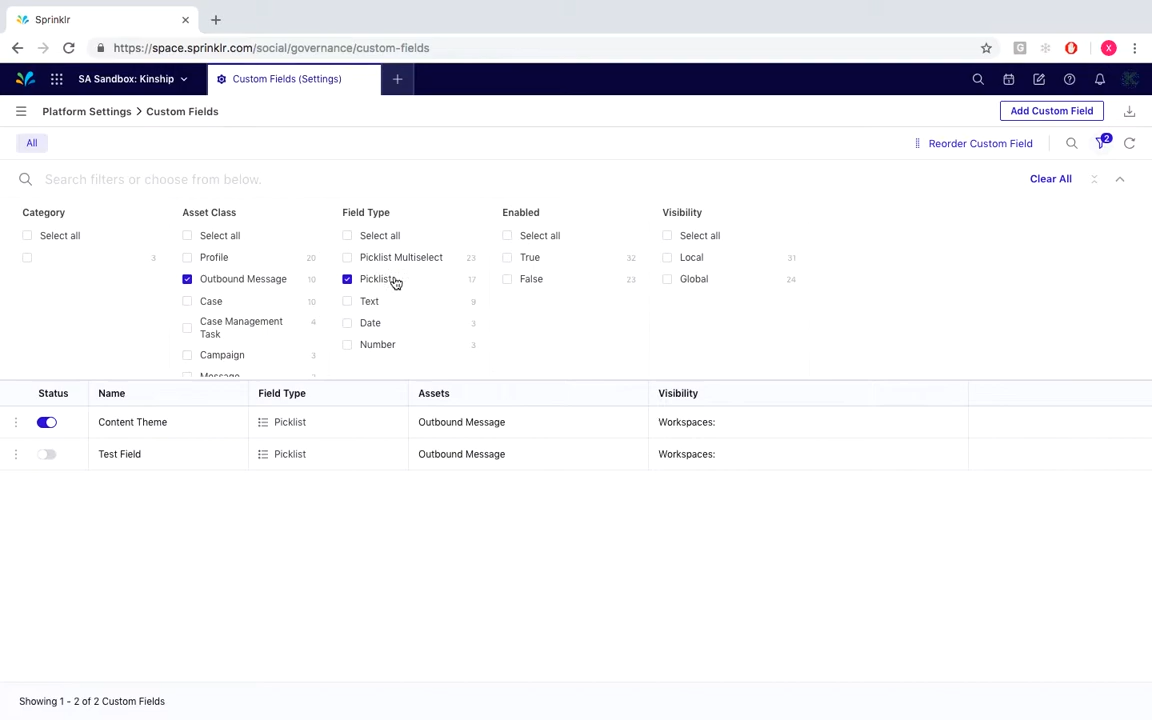 Sprinklr
https://space.sprinklr.com/social/governance/custom-fields
G
X
SA Sandbox: Kinship
Custom Fields (Settings)
Platform Settings > Custom Fields
Add Custom Field
All
Reorder Custom Field
2
Search filters or choose from below.
Clear All
Category
Asset Class
Field Type
Enabled
Visibility
Select all
Select all
Select all
Select all
Select all
3
Profile 20
Picklist Multiselect 23
True 32
Local 31
Outbound Message 10
Picklist 17
False 23
Global 24
Case 10
Text 9
Case Management Task 4
Date 3
Number 3
Campaign 3
Message
Status Name Field Type Assets Visibility
Content Theme Picklist Outbound Message Workspaces:
Test Field Picklist Outbound Message Workspaces:
Showing 1 - 2 of 2 Custom Fields